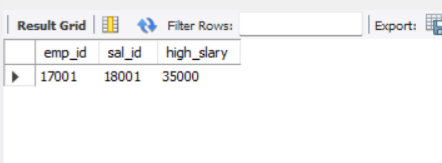 Result Grid Filter Rows: Export:
emp_id sal_id high_slary
17001 18001 35000